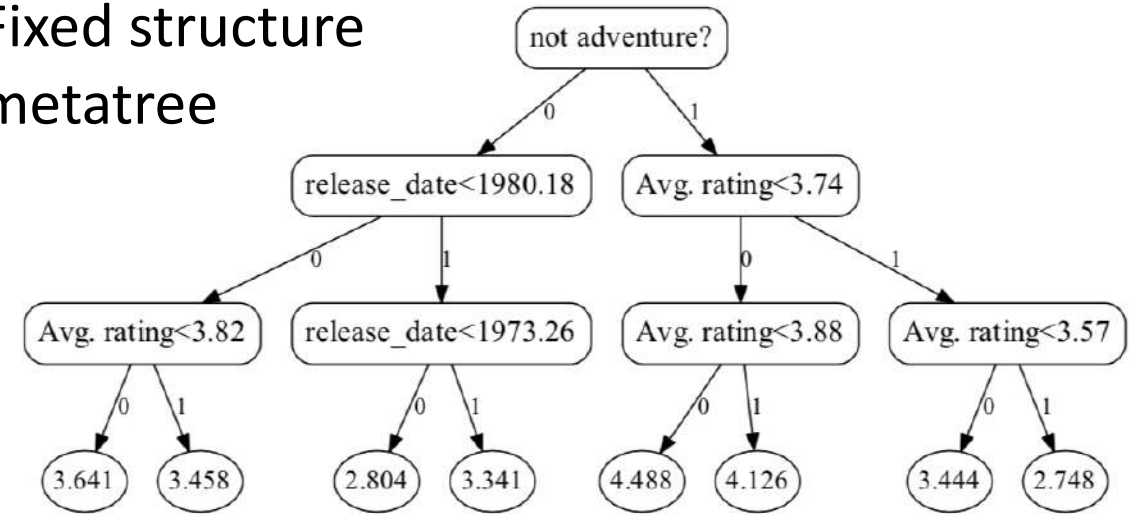 Fixed structure
metatree
not adventure?
0
1
release_date<1980.18
Avg. rating<3.74
0
1
0
1
Avg. rating<3.82
release_date<1973.26
Avg. rating<3.88
Avg. rating<3.57
0
1
0
1
0
1
0
1
3.641
3.458
2.804
3.341
4.488
4.126
3.444
2.748